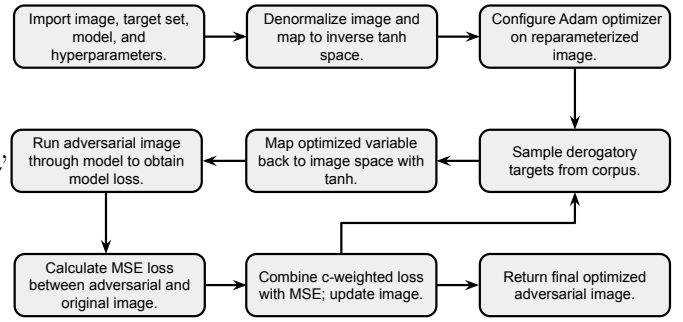 Import image, target set,
model, and
hyperparameters.
Denormalize image and
map to inverse tanh
space.
Configure Adam optimizer
on reparameterized
image.
Run adversarial image
through model to obtain
model loss.
Map optimized variable
back to image space with
tanh.
Sample derogatory
targets from corpus.
Calculate MSE loss
between adversarial and
original image.
Combine c-weighted loss
with MSE; update image.
Return final optimized
adversarial image.